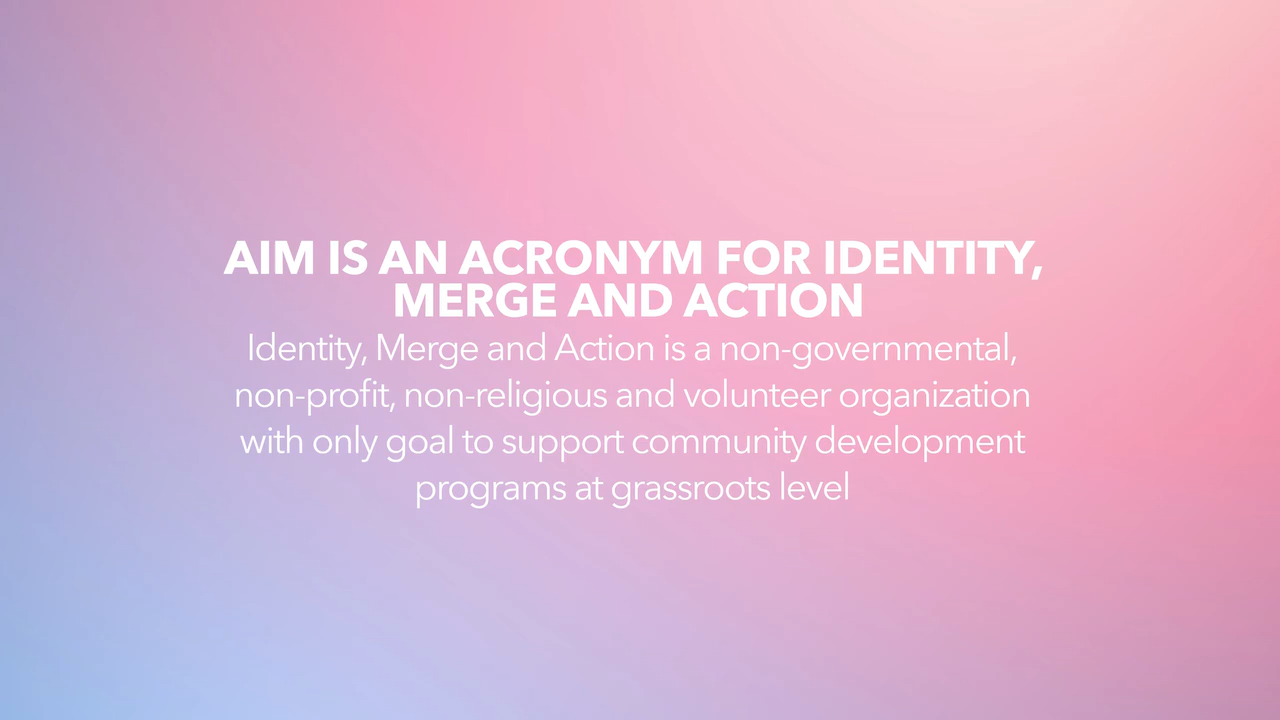 AIM IS AN ACRONYM FOR IDENTITY,
MERGE AND ACTION
Identity, Merge and Action is a non-governmental,
non-profit, non-religious and volunteer organization
with only goal to support community development
programs at grassroots level